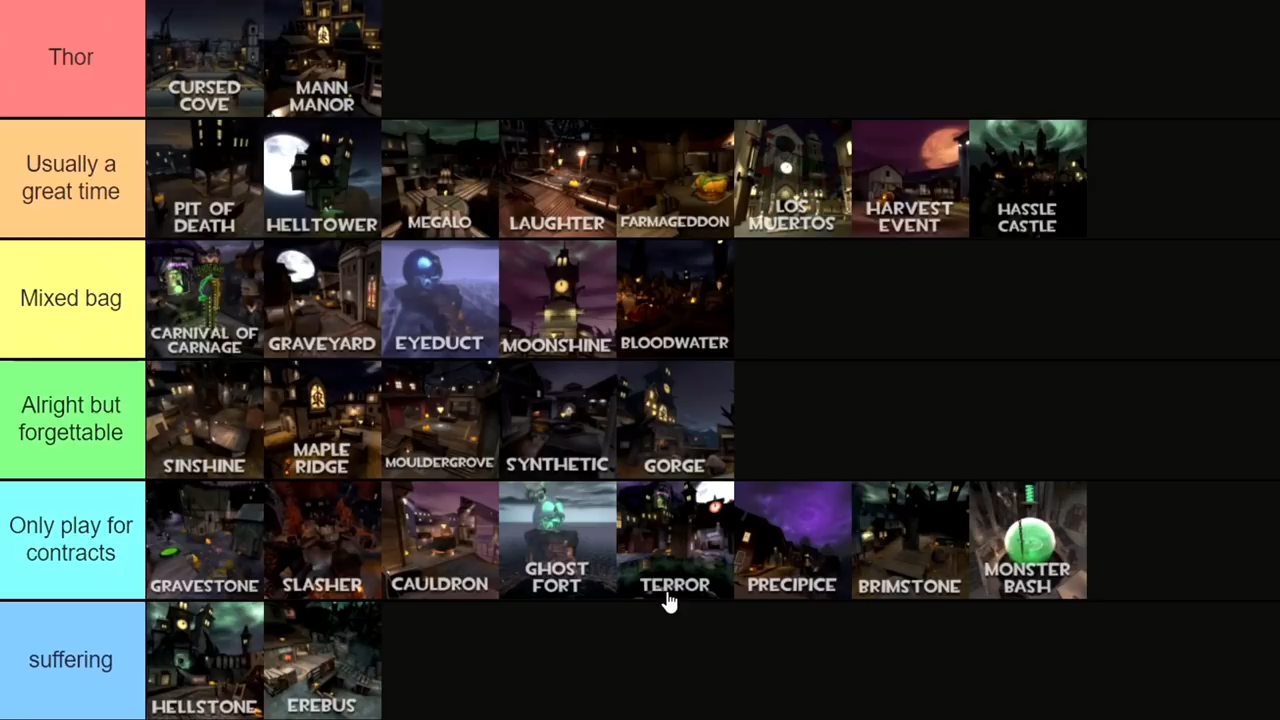 Thor
CURSED
COVE
MANN
MANOR
Usually a
great time
PIT OF
DEATH
HELLTOWER
MEGALO
LAUGHTER
FARMAGEDDON
LOS
MUERTOS
HARVEST
EVENT
HASSLE
CASTLE
Mixed bag
CARNIVAL OF
CARNAGE
GRAVEYARD
EYEDUCT
MOONSHINE
BLOODWATER
Alright but
forgettable
SINSHINE
MAPLE
RIDGE
MOULDERGROVE
SYNTHETIC
GORGE
Only play for
contracts
GRAVESTONE
SLASHER
CAULDRON
GHOST
FORT
TERROR
PRECIPICE
BRIMSTONE
MONSTER
BASH
suffering
HELLSTONE
EREBUS